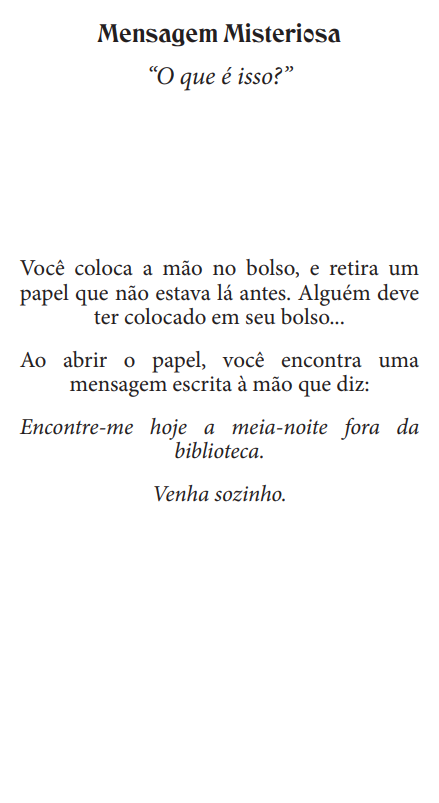 Mensagem Misteriosa
“O que é isso?”
Você coloca a mão no bolso, e retira um
papel que não estava lá antes. Alguém deve
ter colocado em seu bolso...
Ao abrir o papel, você encontra uma
mensagem escrita à mão que diz:
Encontre-me hoje a meia-noite fora da
biblioteca.
Venha sozinho.